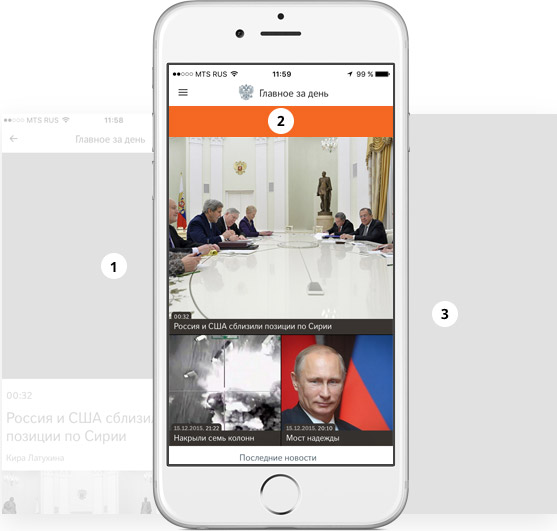 MTS RUS 11:58
Главное за день
1
00:32
Россия и США сблизи
позиции по Сирии
Кира Латухина
MTS RUS 11:59 99 %
Главное за день
2
00:32
Россия и США сблизили позиции по Сирии
15.12.2015, 21:22
Накрыли семь колонн
15.12.2015, 20:10
Мост надежды
Последние новости
3